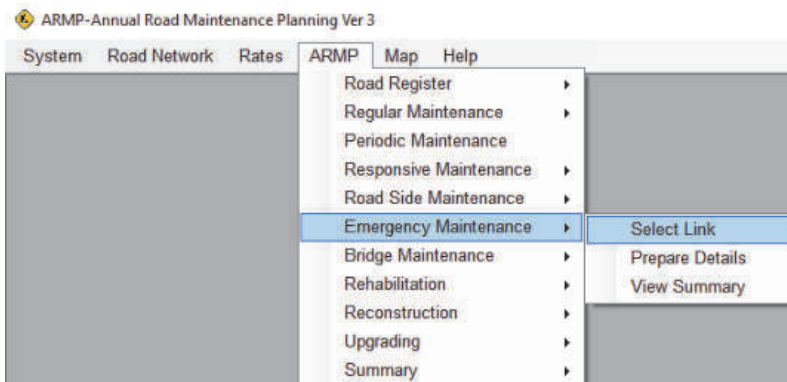 ARMP-Annual Road Maintenance Planning Ver 3
System Road Network Rates ARMP Map Help
Road Register
Regular Maintenance
Periodic Maintenance
Responsive Maintenance
Road Side Maintenance
Emergency Maintenance
Select Link
Bridge Maintenance
Prepare Details
Rehabilitation
View Summary
Reconstruction
Upgrading
Summary